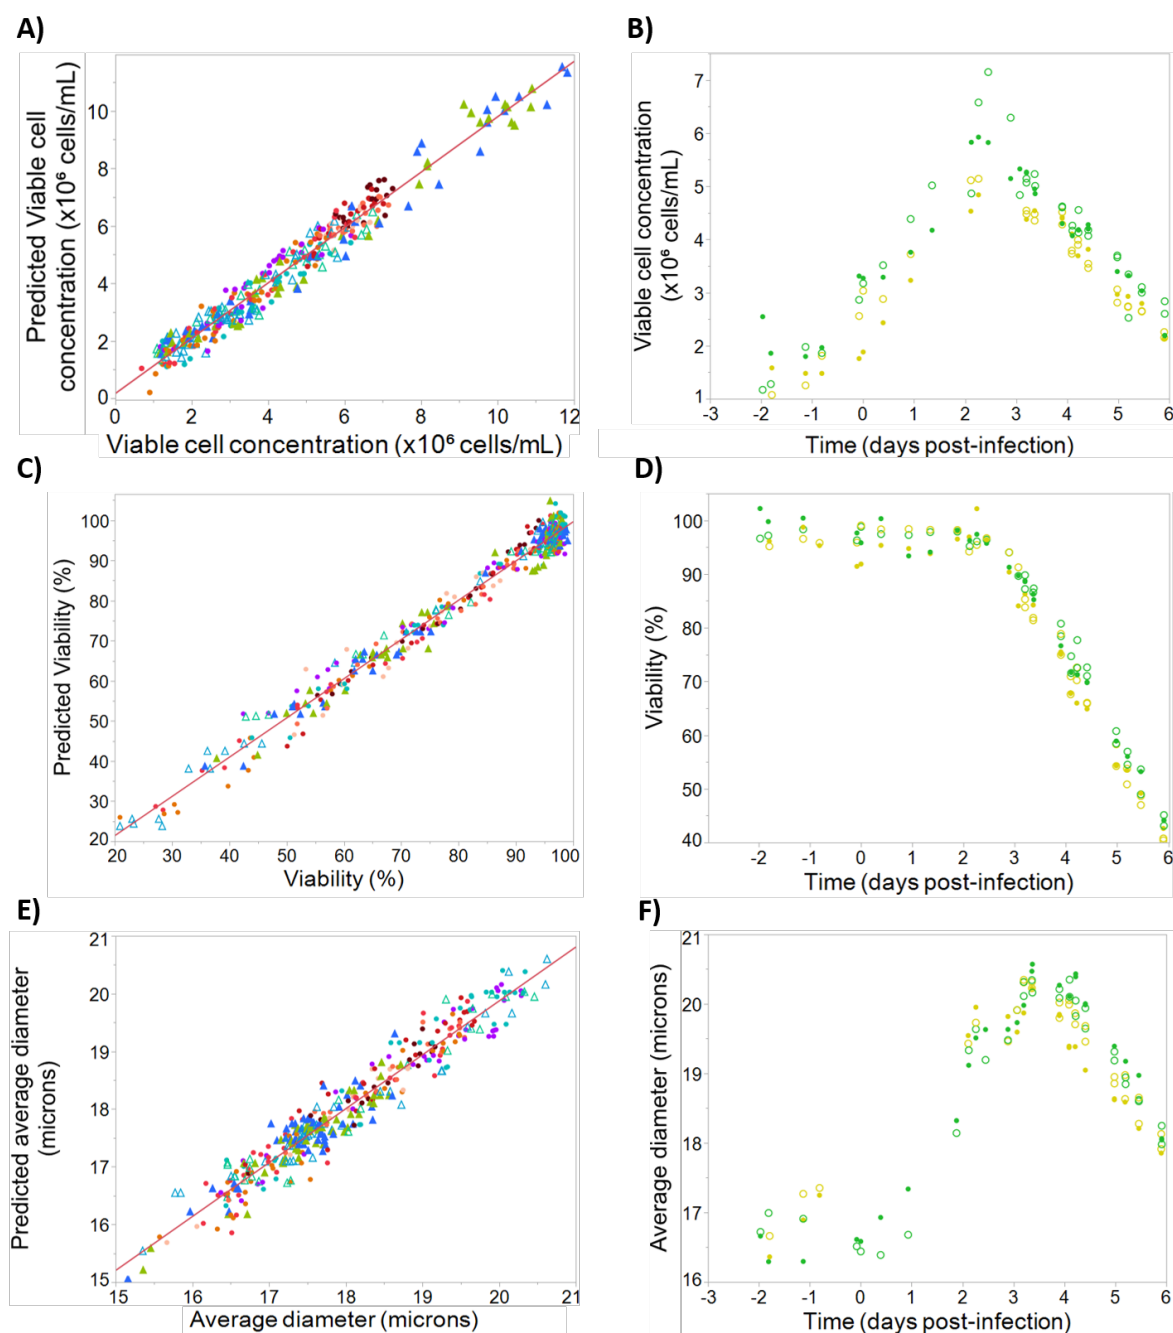 A)
Predicted Viable cell
concentration (x10⁶ cells/mL)
10
8
6
4
2
0
0 2 4 6 8 10 12
Viable cell concentration (x10⁶ cells/mL)
B)
Viable cell concentration
(x10⁶ cells/mL)
7
6
5
4
3
2
1
-3 -2 -1 0 1 2 3 4 5 6
Time (days post-infection)
C)
Predicted Viability (%)
100
90
80
70
60
50
40
30
20
20 30 40 50 60 70 80 90 100
Viability (%)
D)
Viability (%)
100
90
80
70
60
50
40
-2 -1 0 1 2 3 4 5 6
Time (days post-infection)
E)
Predicted average diameter
(microns)
21
20
19
18
17
16
15
15 16 17 18 19 20 21
Average diameter (microns)
F)
Average diameter (microns)
21
20
19
18
17
16
-3 -2 -1 0 1 2 3 4 5 6
Time (days post-infection)